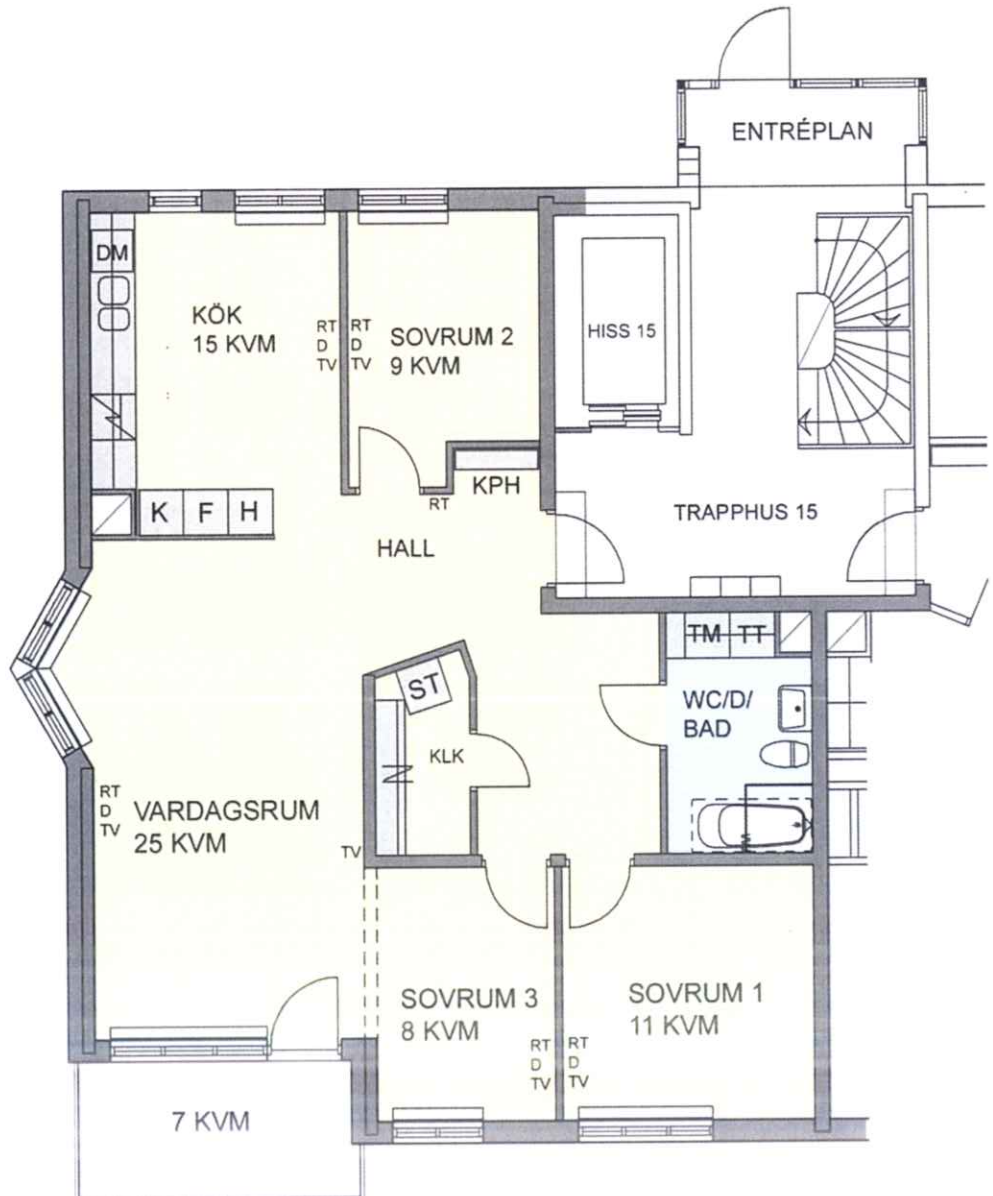 ENTRÉPLAN
DM
KÖK
15 KVM
RT
D
TV
RT
D
TV
SOVRUM 2
9 KVM
HISS 15
K F H
KPH
RT
HALL
TRAPPHUS 15
TM TT
ST
WC/D/
BAD
KLK
RT
D
TV
VARDAGSRUM
25 KVM
TV
SOVRUM 3
8 KVM
SOVRUM 1
11 KVM
RT
D
TV
RT
D
TV
7 KVM